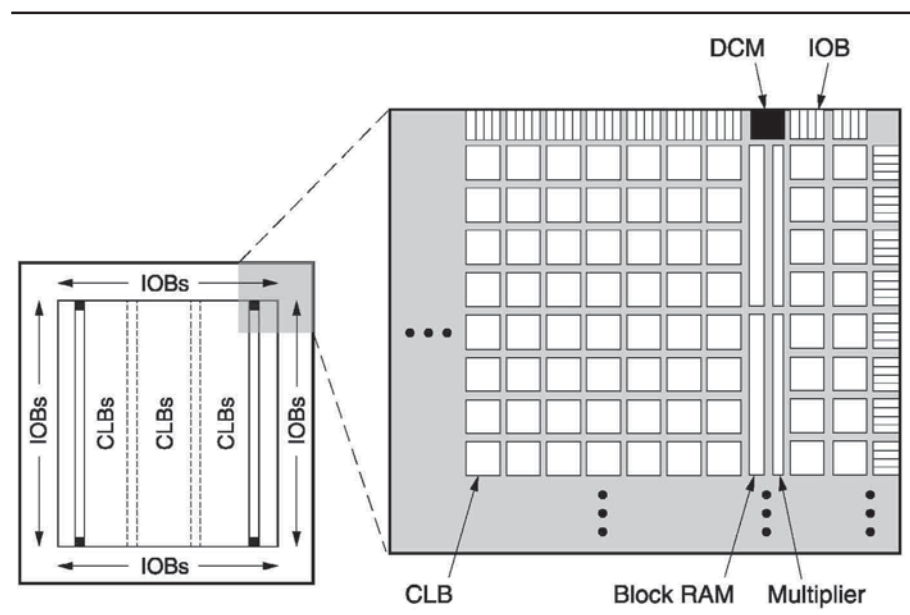 DCM IOB
IOBs
IOBs
CLBs
CLBs
CLBs
IOBs
IOBs
CLB Block RAM Multiplier